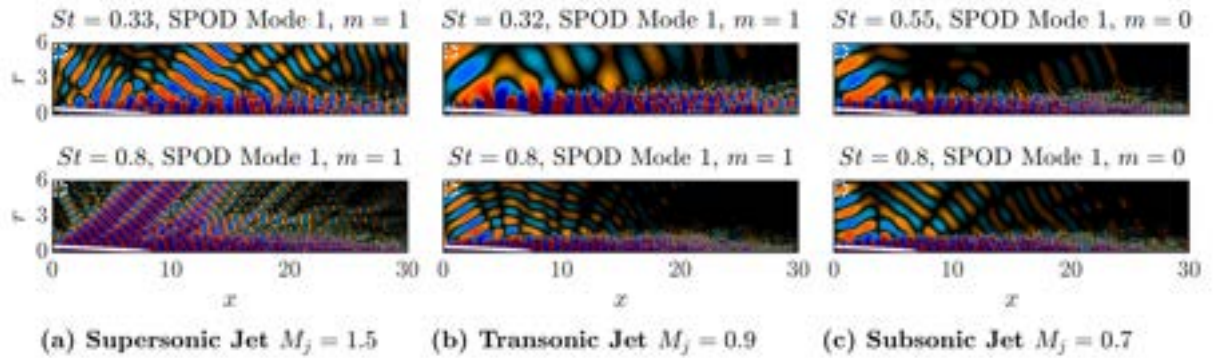 St = 0.33, SPOD Mode 1, m = 1
St = 0.32, SPOD Mode 1, m = 1
St = 0.55, SPOD Mode 1, m = 0
6
r 3
0
St = 0.8, SPOD Mode 1, m = 1
St = 0.8, SPOD Mode 1, m = 1
St = 0.8, SPOD Mode 1, m = 0
6
r 3
0
0 10 20 30 0 10 20 30 0 10 20 30
x x x
(a) Supersonic Jet M_j = 1.5
(b) Transonic Jet M_j = 0.9
(c) Subsonic Jet M_j = 0.7